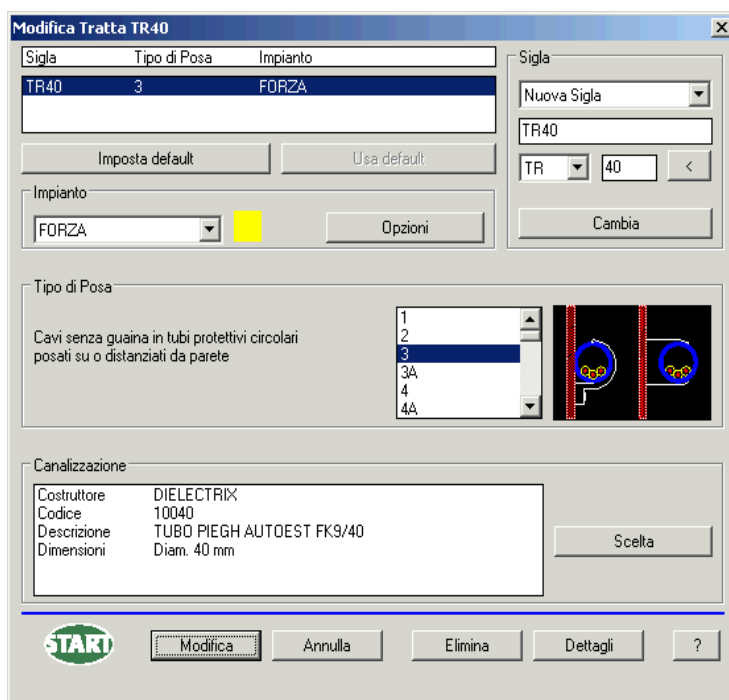 Modifica Tratta TR40
Sigla Tipo di Posa Impianto
TR40 3 FORZA
Imposta default Usa default
Impianto
FORZA Opzioni
Sigla
Nuova Sigla
TR40
TR 40 <
Cambia
Tipo di Posa
Cavi senza guaina in tubi protettivi circolari
posati su o distanziati da parete
1
2
3
3A
4
4A
Canalizzazione
Costruttore DIELECTRIX
Codice 10040
Descrizione TUBO PIEGH AUTOEST FK9/40
Dimensioni Diam. 40 mm
Scelta
START Modifica Annulla Elimina Dettagli ?